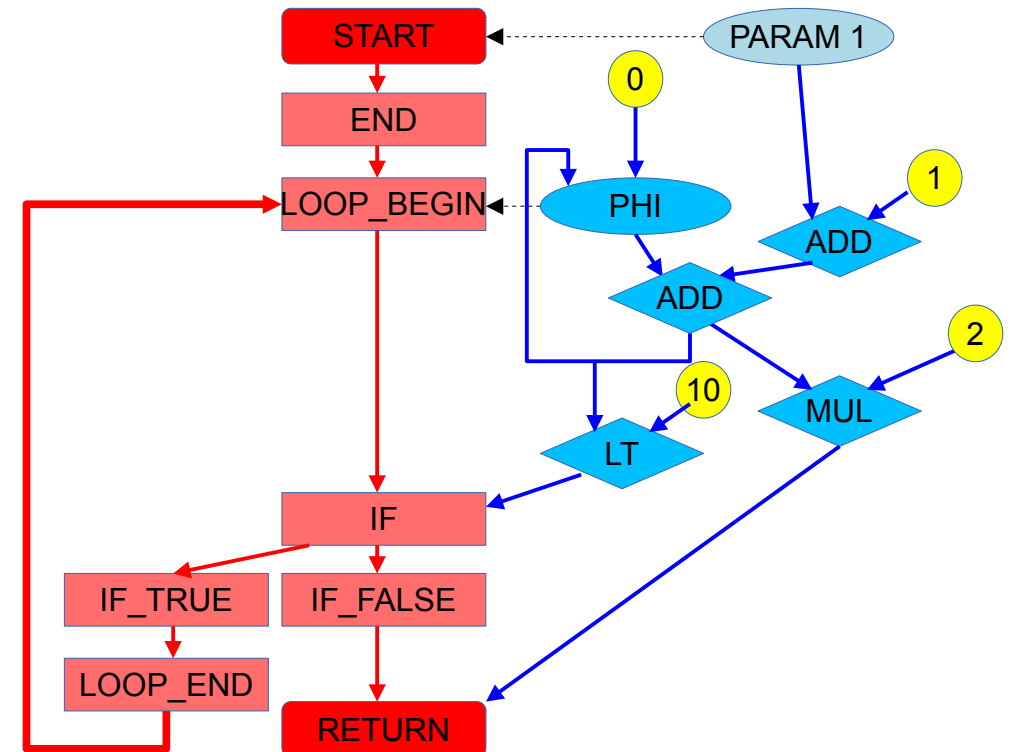 START
PARAM 1
0
END
1
LOOP_BEGIN
PHI
ADD
ADD
2
10
MUL
LT
IF
IF_TRUE
IF_FALSE
LOOP_END
RETURN